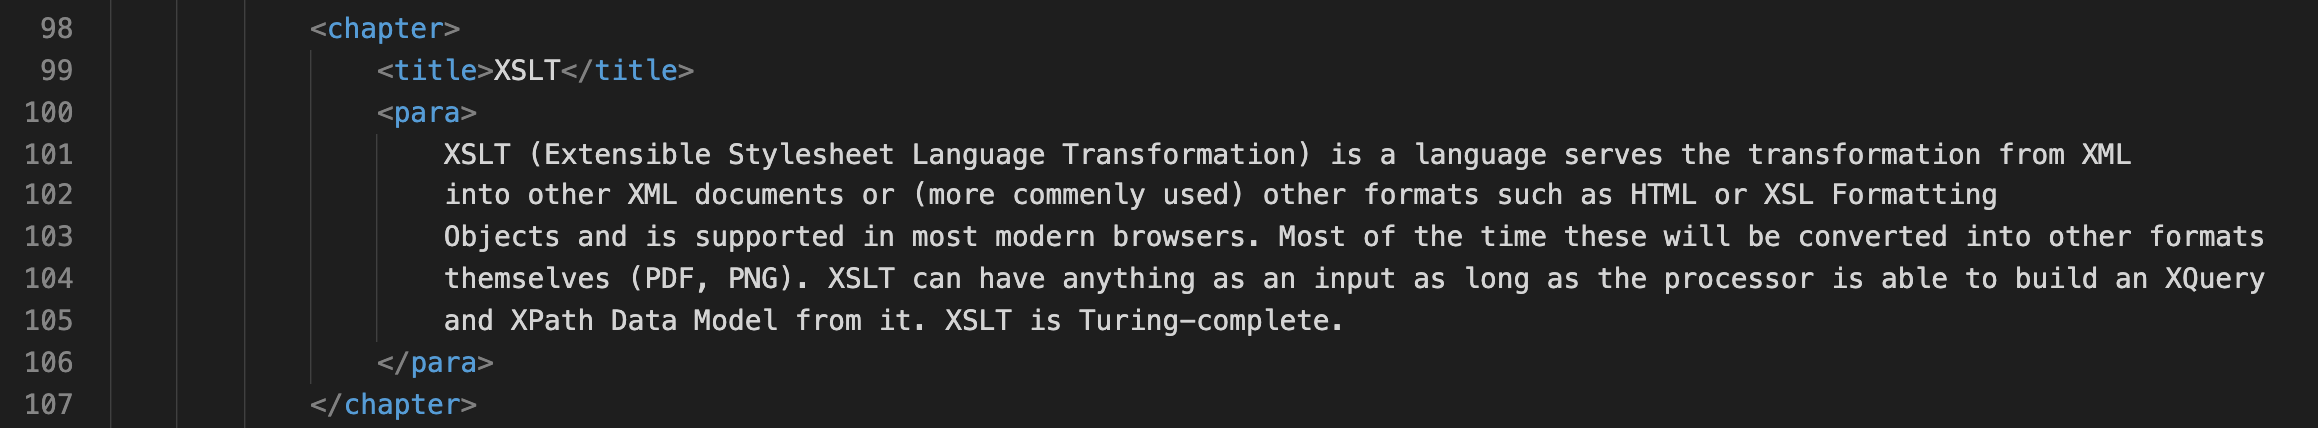 98 <chapter>
99 <title>XSLT</title>
100 <para>
101 XSLT (Extensible Stylesheet Language Transformation) is a language serves the transformation from XML
102 into other XML documents or (more commenly used) other formats such as HTML or XSL Formatting
103 Objects and is supported in most modern browsers. Most of the time these will be converted into other formats
104 themselves (PDF, PNG). XSLT can have anything as an input as long as the processor is able to build an XQuery
105 and XPath Data Model from it. XSLT is Turing-complete.
106 </para>
107 </chapter>